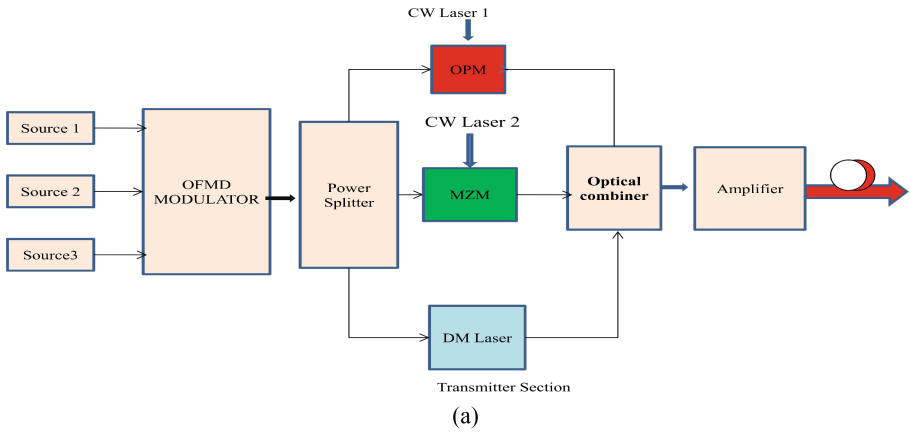 CW Laser 1
OPM
CW Laser 2
Source 1
OFMD
MODULATOR
Source 2
Source3
Power
Splitter
MZM
Optical
combiner
Amplifier
DM Laser
Transmitter Section
(a)